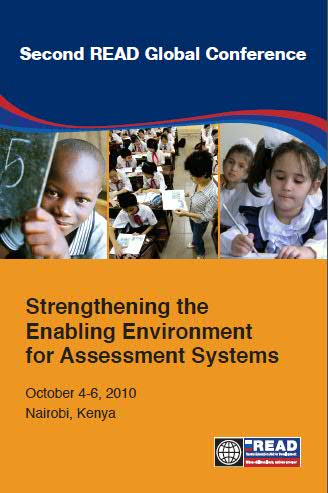 Second READ Global Conference
5
Strengthening the
Enabling Environment
for Assessment Systems
October 4-6, 2010
Nairobi, Kenya
READ